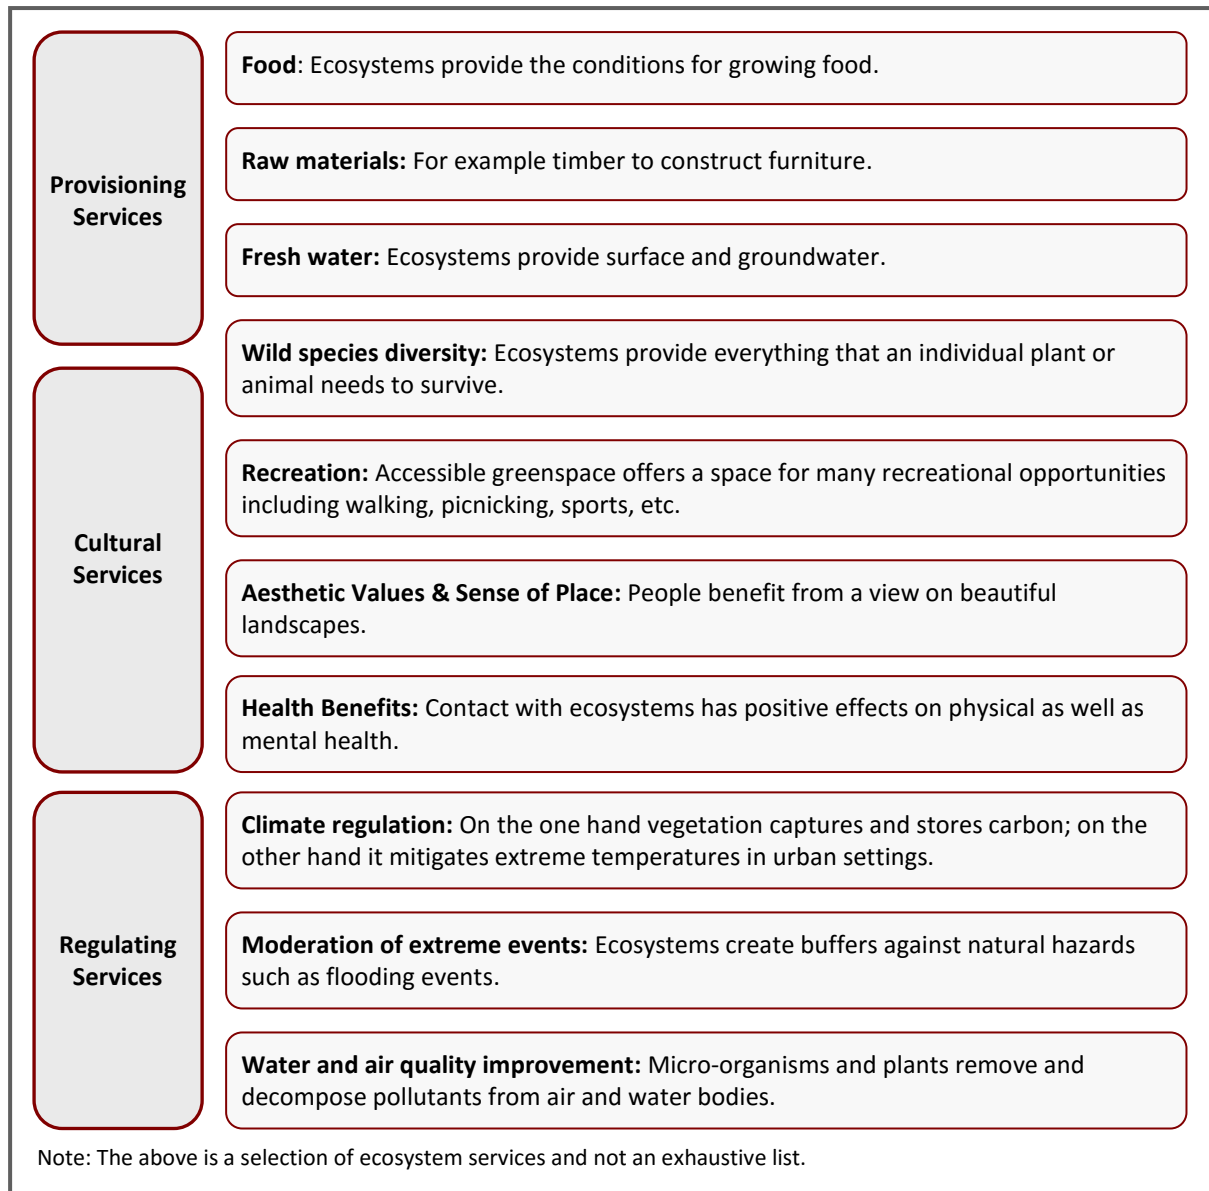 Provisioning
Services
Food: Ecosystems provide the conditions for growing food.
Raw materials: For example timber to construct furniture.
Fresh water: Ecosystems provide surface and groundwater.
Cultural
Services
Wild species diversity: Ecosystems provide everything that an individual plant or
animal needs to survive.
Recreation: Accessible greenspace offers a space for many recreational opportunities
including walking, picnicking, sports, etc.
Aesthetic Values & Sense of Place: People benefit from a view on beautiful
landscapes.
Health Benefits: Contact with ecosystems has positive effects on physical as well as
mental health.
Regulating
Services
Climate regulation: On the one hand vegetation captures and stores carbon; on the
other hand it mitigates extreme temperatures in urban settings.
Moderation of extreme events: Ecosystems create buffers against natural hazards
such as flooding events.
Water and air quality improvement: Micro-organisms and plants remove and
decompose pollutants from air and water bodies.
Note: The above is a selection of ecosystem services and not an exhaustive list.